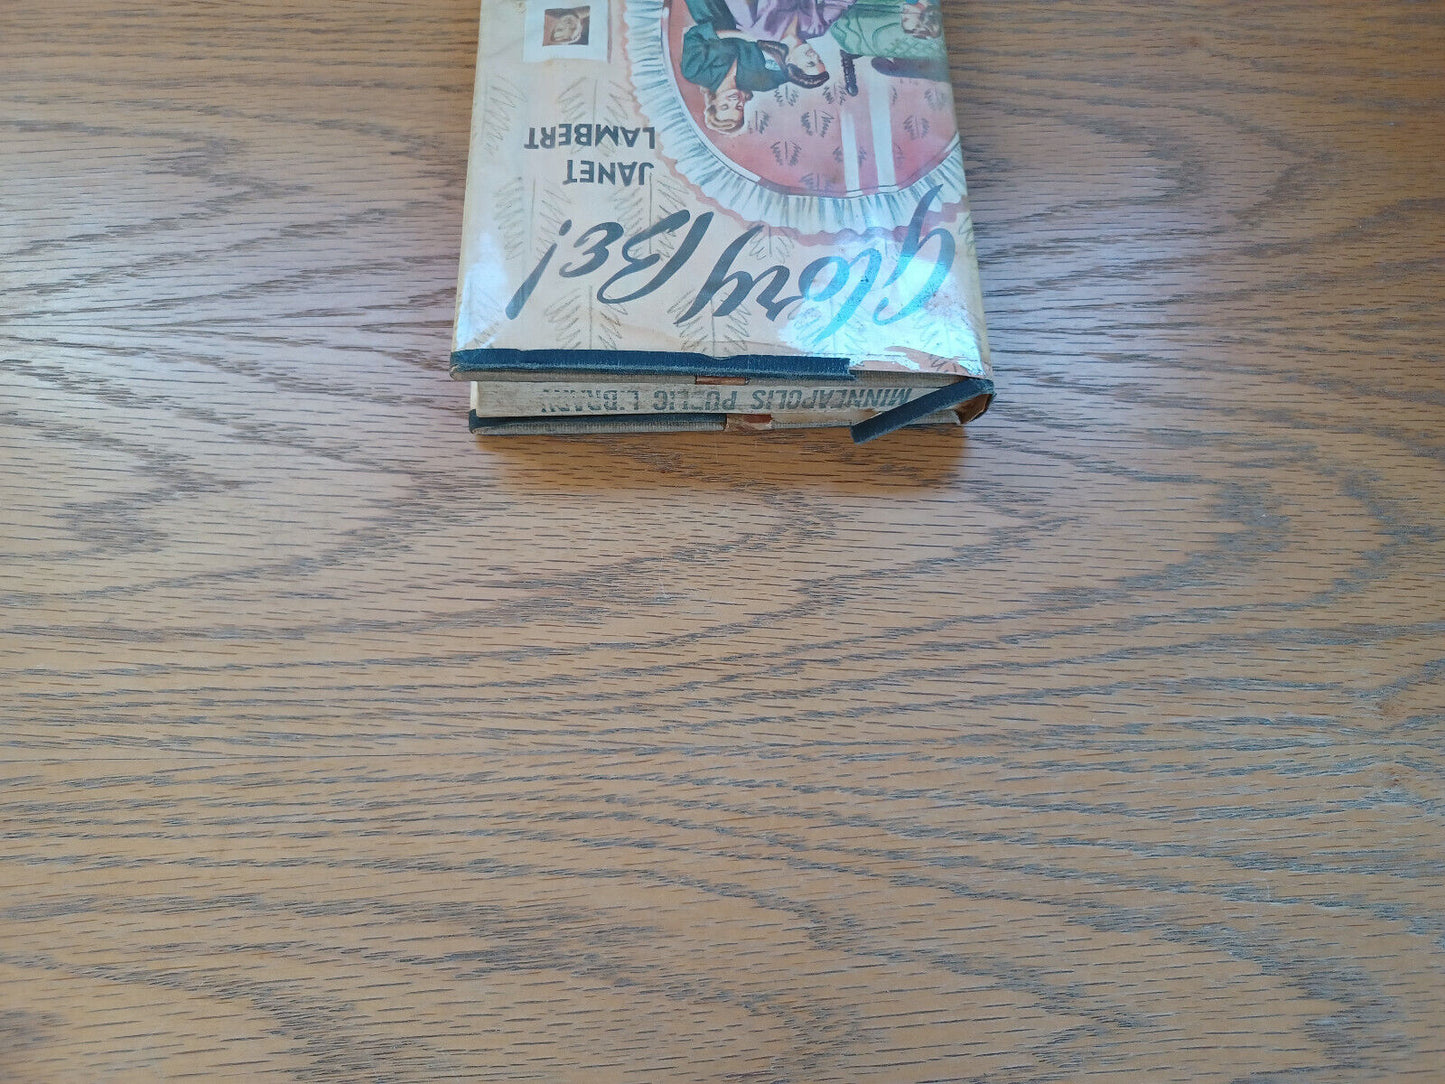 Glory Be!
JANET
LAMBERT
MINNEAPOLIS PUBLIC LIBRARY